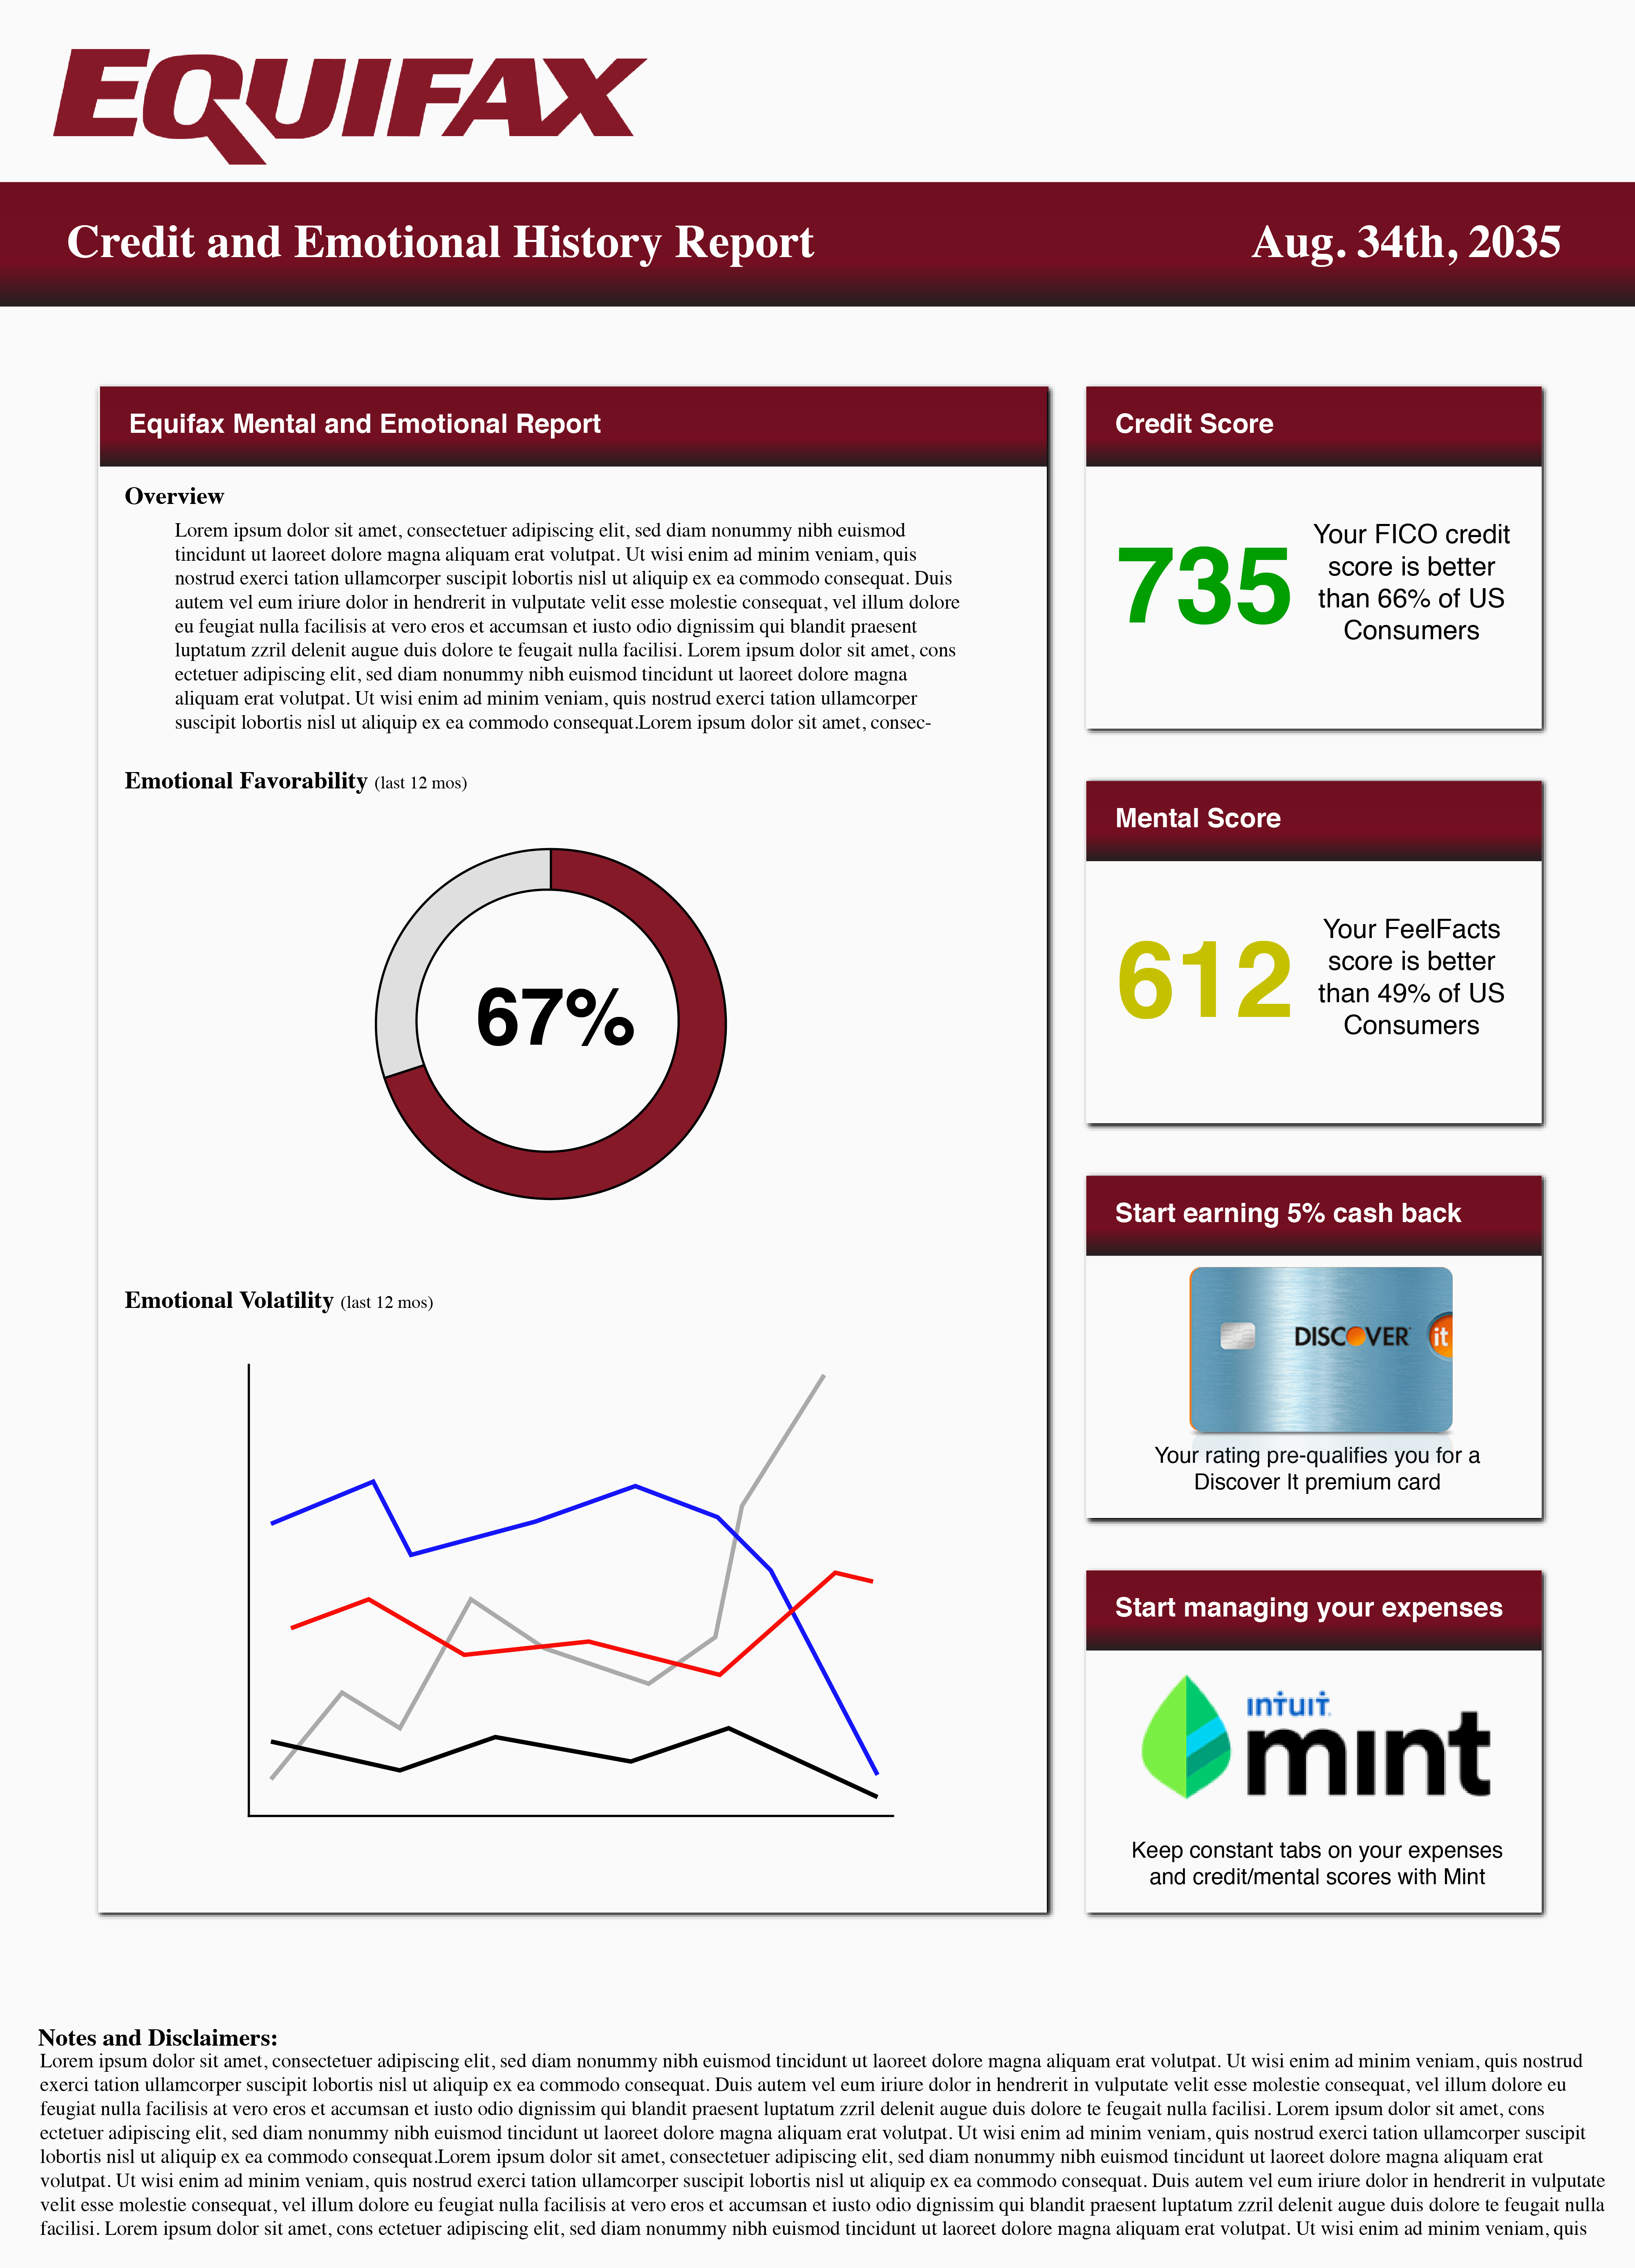 EQUIFAX
Credit and Emotional History Report
Aug. 34th, 2035
Equifax Mental and Emotional Report
Overview
Lorem ipsum dolor sit amet, consectetuer adipiscing elit, sed diam nonummy nibh euismod
tincidunt ut laoreet dolore magna aliquam erat volutpat. Ut wisi enim ad minim veniam, quis
nostrud exerci tation ullamcorper suscipit lobortis nisl ut aliquip ex ea commodo consequat. Duis
autem vel eum iriure dolor in hendrerit in vulputate velit esse molestie consequat, vel illum dolore
eu feugiat nulla facilisis at vero eros et accumsan et iusto odio dignissim qui blandit praesent
luptatum zzril delenit augue duis dolore te feugait nulla facilisi. Lorem ipsum dolor sit amet, cons
ectetuer adipiscing elit, sed diam nonummy nibh euismod tincidunt ut laoreet dolore magna
aliquam erat volutpat. Ut wisi enim ad minim veniam, quis nostrud exerci tation ullamcorper
suscipit lobortis nisl ut aliquip ex ea commodo consequat.Lorem ipsum dolor sit amet, consec-
Emotional Favorability (last 12 mos)
67%
Emotional Volatility (last 12 mos)
Credit Score
735
Your FICO credit
score is better
than 66% of US
Consumers
Mental Score
612
Your FeelFacts
score is better
than 49% of US
Consumers
Start earning 5% cash back
DISCOVER it
Your rating pre-qualifies you for a
Discover It premium card
Start managing your expenses
intuit
mint
Keep constant tabs on your expenses
and credit/mental scores with Mint
Notes and Disclaimers:
Lorem ipsum dolor sit amet, consectetuer adipiscing elit, sed diam nonummy nibh euismod tincidunt ut laoreet dolore magna aliquam erat volutpat. Ut wisi enim ad minim veniam, quis nostrud
exerci tation ullamcorper suscipit lobortis nisl ut aliquip ex ea commodo consequat. Duis autem vel eum iriure dolor in hendrerit in vulputate velit esse molestie consequat, vel illum dolore eu
feugiat nulla facilisis at vero eros et accumsan et iusto odio dignissim qui blandit praesent luptatum zzril delenit augue duis dolore te feugait nulla facilisi. Lorem ipsum dolor sit amet, cons
ectetuer adipiscing elit, sed diam nonummy nibh euismod tincidunt ut laoreet dolore magna aliquam erat volutpat. Ut wisi enim ad minim veniam, quis nostrud exerci tation ullamcorper suscipit
lobortis nisl ut aliquip ex ea commodo consequat.Lorem ipsum dolor sit amet, consectetuer adipiscing elit, sed diam nonummy nibh euismod tincidunt ut laoreet dolore magna aliquam erat
volutpat. Ut wisi enim ad minim veniam, quis nostrud exerci tation ullamcorper suscipit lobortis nisl ut aliquip ex ea commodo consequat. Duis autem vel eum iriure dolor in hendrerit in vulputate
velit esse molestie consequat, vel illum dolore eu feugiat nulla facilisis at vero eros et accumsan et iusto odio dignissim qui blandit praesent luptatum zzril delenit augue duis dolore te feugait nulla
facilisi. Lorem ipsum dolor sit amet, cons ectetuer adipiscing elit, sed diam nonummy nibh euismod tincidunt ut laoreet dolore magna aliquam erat volutpat. Ut wisi enim ad minim veniam, quis